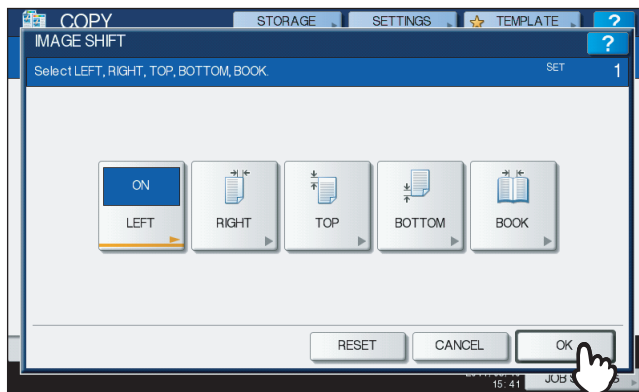 COPY STORAGE SETTINGS TEMPLATE ?
IMAGE SHIFT ?
Select LEFT, RIGHT, TOP, BOTTOM, BOOK. SET 1
ON
LEFT RIGHT TOP BOTTOM BOOK
RESET CANCEL OK
15:41 JOB